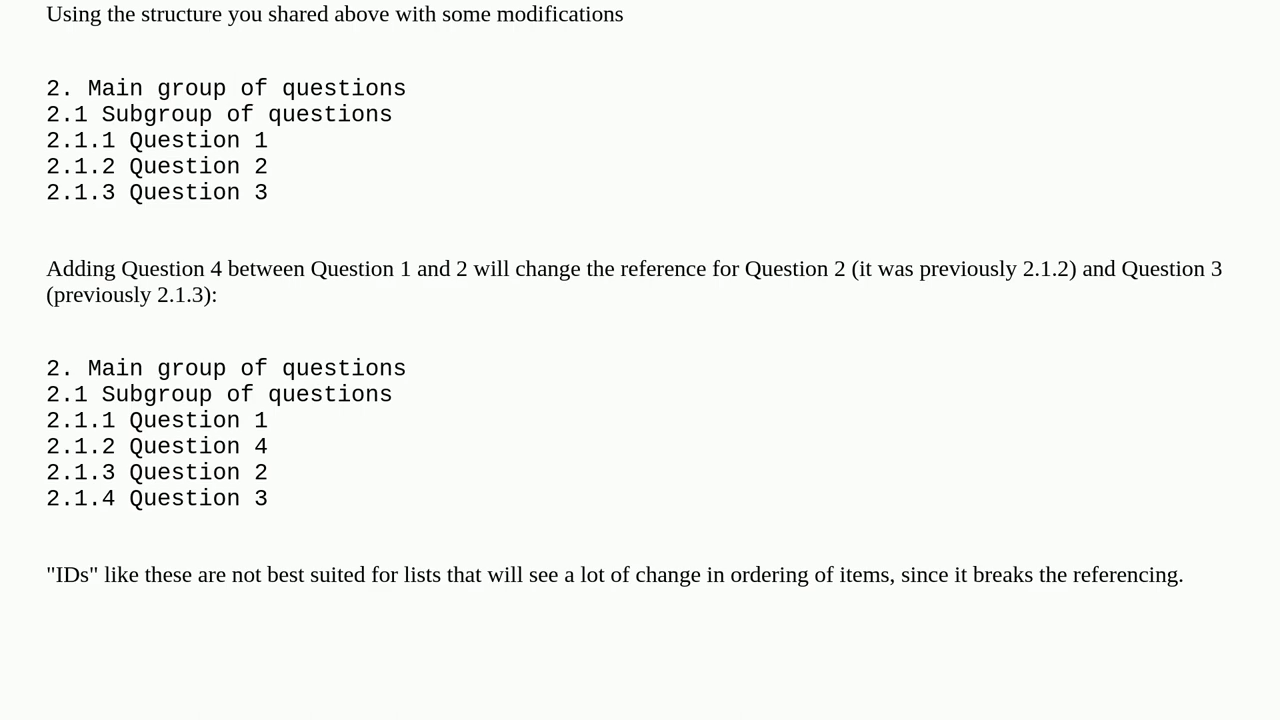 Using the structure you shared above with some modifications
2. Main group of questions
2.1 Subgroup of questions
2.1.1 Question 1
2.1.2 Question 2
2.1.3 Question 3
Adding Question 4 between Question 1 and 2 will change the reference for Question 2 (it was previously 2.1.2) and Question 3
(previously 2.1.3):
2. Main group of questions
2.1 Subgroup of questions
2.1.1 Question 1
2.1.2 Question 4
2.1.3 Question 2
2.1.4 Question 3
"IDs" like these are not best suited for lists that will see a lot of change in ordering of items, since it breaks the referencing.